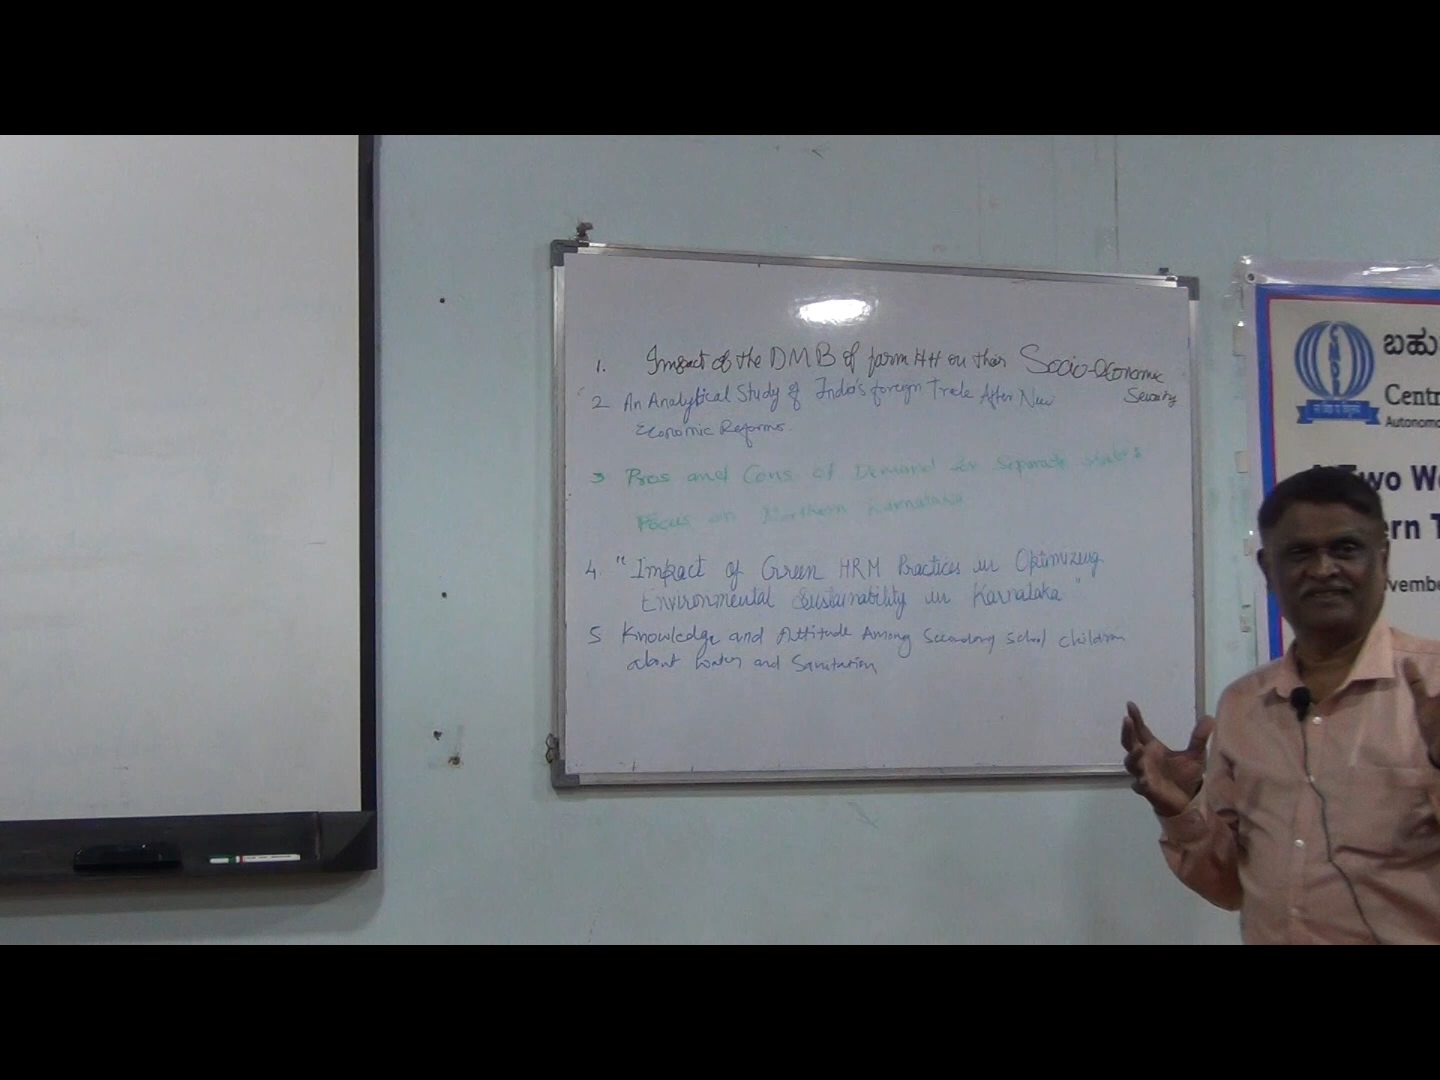 1. Impact of the DMB of farm HH on their Socio-economic
Security
2 An Analytical Study of India's foreign Trade After New
Economic Reforms.
3 Pros and Cons of Demand for Separate
Focus on Northern Karnataka
4. "Impact of Green HRM Practices in Optimizing
Environmental Sustainability in Karnataka"
5 Knowledge and Attitude Among Secondary School children
about water and Sanitation
ಬಹು
Centr
Autonomo
Two We
ern T
vembe